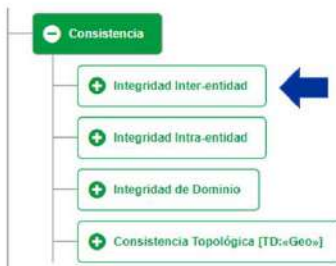 Consistencia
Integridad Inter-entidad
Integridad Intra-entidad
Integridad de Dominio
Consistencia Topológica [TD:«Geo»]